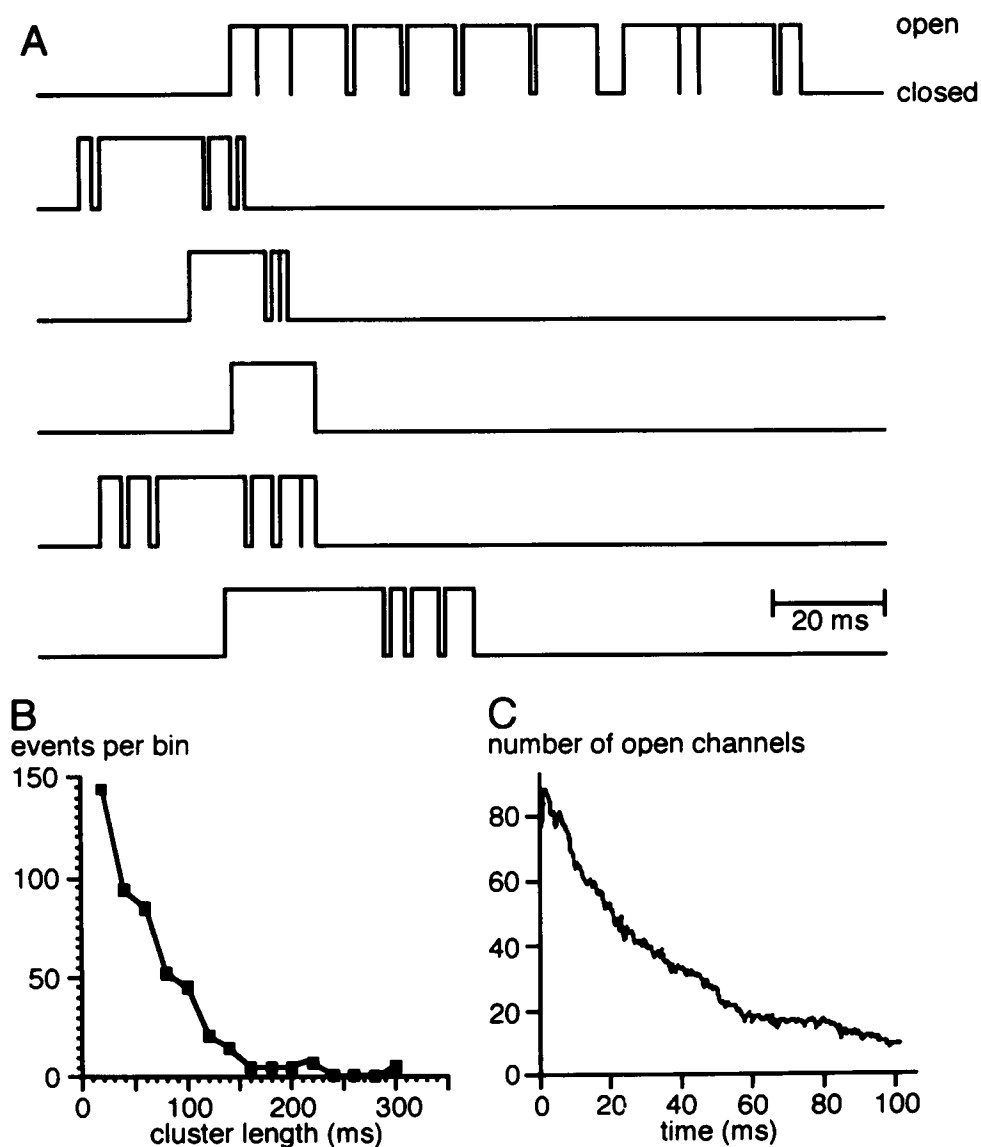 A
open
closed
20 ms
B
events per bin
150
100
50
0
0 100 200 300
cluster length (ms)
C
number of open channels
80
60
40
20
0
0 20 40 60 80 100
time (ms)